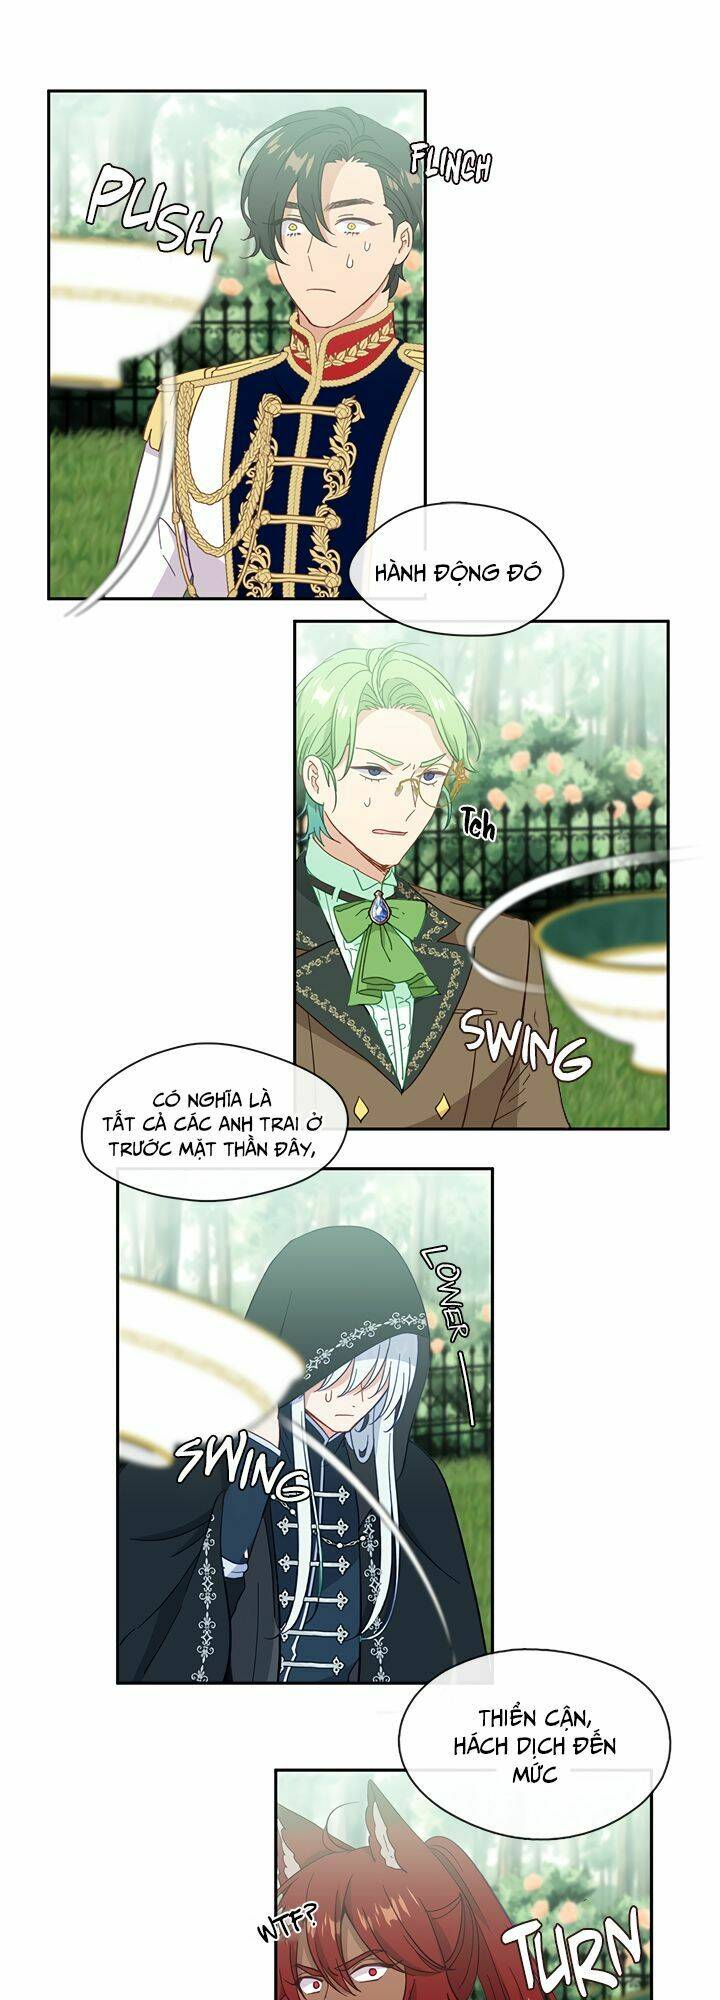 FLINCH
PUSH
HÀNH ĐỘNG ĐÓ
TCH
SWING
CÓ NGHĨA LÀ
TẤT CẢ CÁC ANH TRAI Ở
TRƯỚC MẶT THẦN ĐÂY,
LOWER
SWING
THIỂN CẬN,
HÁCH DỊCH ĐẾN
MỨC
WTF?
TURN